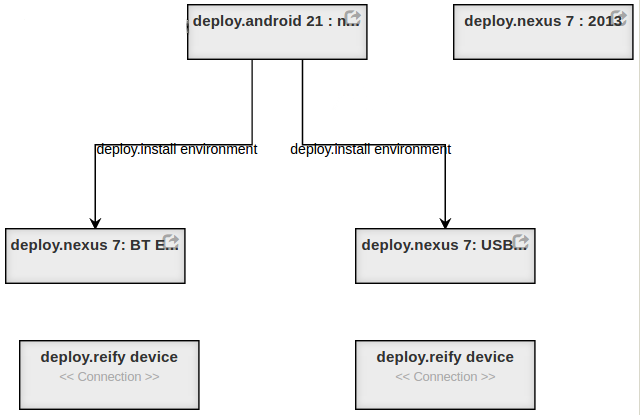 deploy.android 21 : n...
deploy.nexus 7 : 2013
deploy.install environment
deploy.install environment
deploy.nexus 7: BT E...
deploy.nexus 7: USB...
deploy.reify device
<< Connection >>
deploy.reify device
<< Connection >>